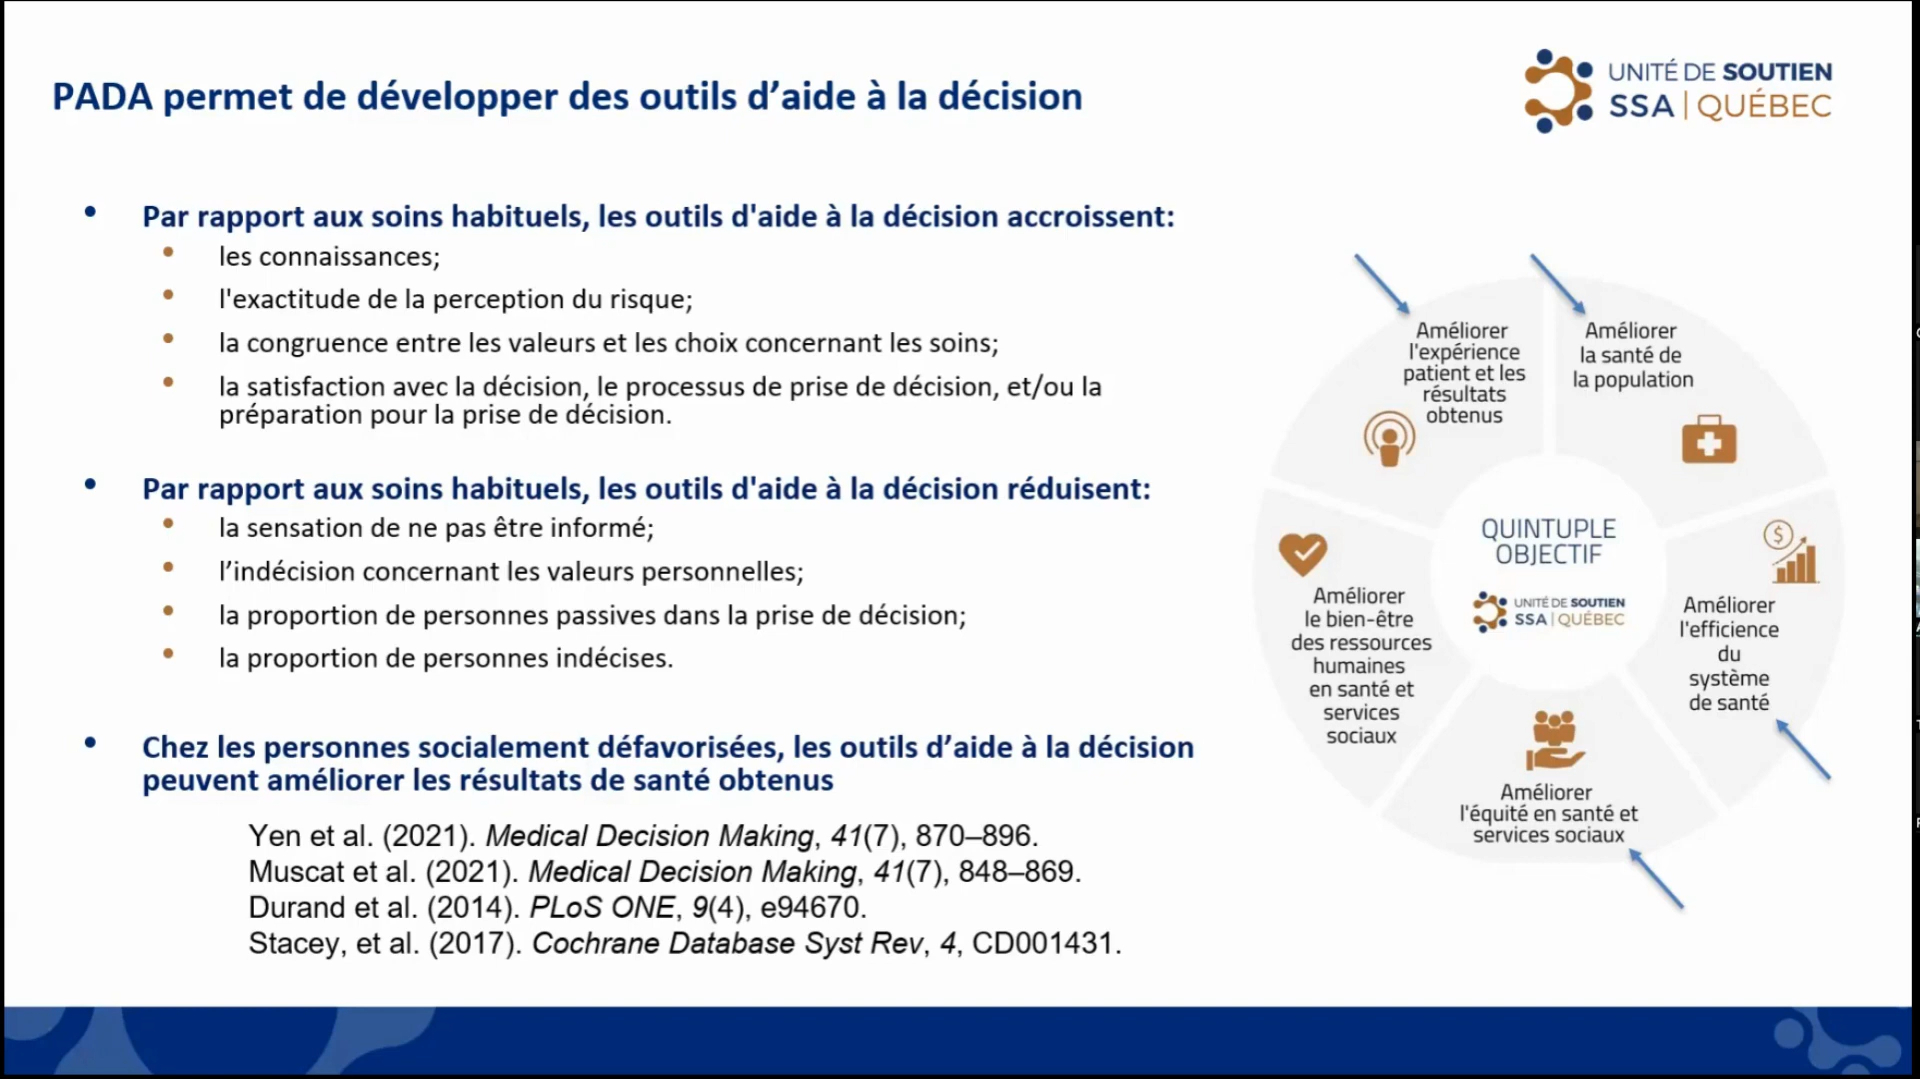 PADA permet de développer des outils d’aide à la décision
UNITÉ DE SOUTIEN
SSA | QUÉBEC
• Par rapport aux soins habituels, les outils d'aide à la décision accroissent:
• les connaissances;
• l'exactitude de la perception du risque;
• la congruence entre les valeurs et les choix concernant les soins;
• la satisfaction avec la décision, le processus de prise de décision, et/ou la
préparation pour la prise de décision.
• Par rapport aux soins habituels, les outils d'aide à la décision réduisent:
• la sensation de ne pas être informé;
• l’indécision concernant les valeurs personnelles;
• la proportion de personnes passives dans la prise de décision;
• la proportion de personnes indécises.
• Chez les personnes socialement défavorisées, les outils d’aide à la décision
peuvent améliorer les résultats de santé obtenus
Yen et al. (2021). Medical Decision Making, 41(7), 870–896.
Muscat et al. (2021). Medical Decision Making, 41(7), 848–869.
Durand et al. (2014). PLoS ONE, 9(4), e94670.
Stacey, et al. (2017). Cochrane Database Syst Rev, 4, CD001431.
Améliorer
l'expérience
patient et les
résultats
obtenus
Améliorer
la santé de
la population
QUINTUPLE
OBJECTIF
UNITÉ DE SOUTIEN
SSA | QUÉBEC
$
Améliorer
l'efficience
du
système
de santé
Améliorer
le bien-être
des ressources
humaines
en santé et
services
sociaux
Améliorer
l'équité en santé et
services sociaux